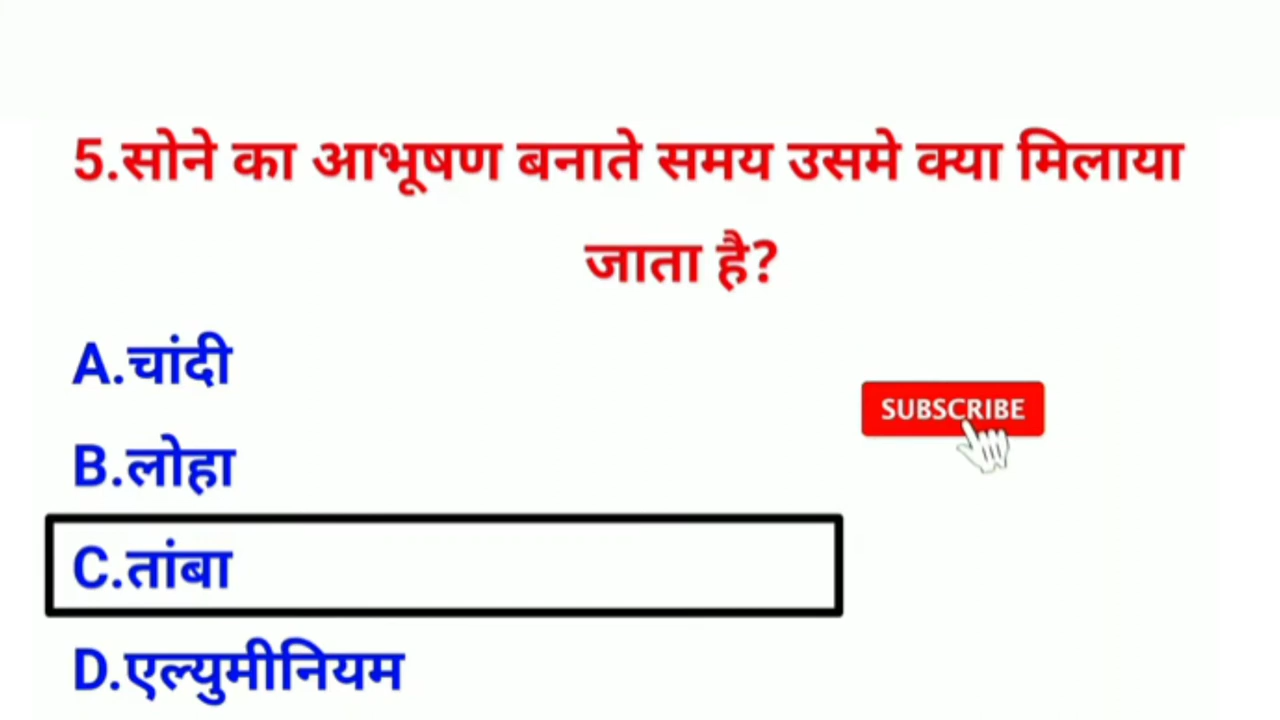 5.सोने का आभूषण बनाते समय उसमे क्या मिलाया
जाता है?
A.चांदी
SUBSCRIBE
B.लोहा
C.तांबा
D.एल्युमीनियम